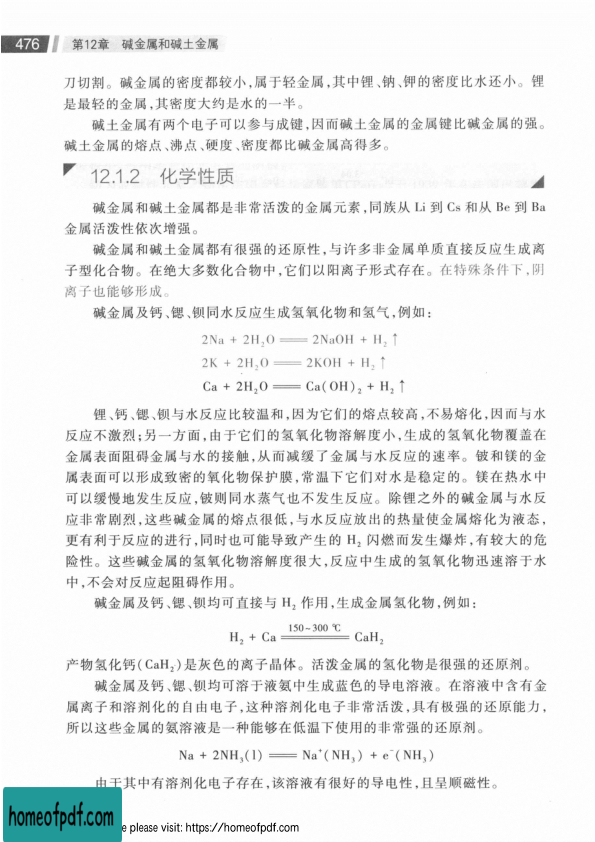 476 第12章 碱金属和碱土金属
刀切割。碱金属的密度都较小,属于轻金属,其中锂、钠、钾的密度比水还小。锂
是最轻的金属,其密度大约是水的一半。
碱土金属有两个电子可以参与成键,因而碱土金属的金属键比碱金属的强。
碱土金属的熔点、沸点、硬度、密度都比碱金属高得多。
12.1.2 化学性质
碱金属和碱土金属都是非常活泼的金属元素,同族从 Li 到 Cs 和从 Be 到 Ba
金属活泼性依次增强。
碱金属和碱土金属都有很强的还原性,与许多非金属单质直接反应生成离
子型化合物。在绝大多数化合物中,它们以阳离子形式存在。在特殊条件下,阴
离子也能够形成。
碱金属及钙、锶、钡同水反应生成氢氧化物和氢气,例如:
2Na + 2H₂O ══ 2NaOH + H₂↑
2K + 2H₂O ══ 2KOH + H₂↑
Ca + 2H₂O ══ Ca(OH)₂ + H₂↑
锂、钙、锶、钡与水反应比较温和,因为它们的熔点较高,不易熔化,因而与水
反应不激烈;另一方面,由于它们的氢氧化物溶解度小,生成的氢氧化物覆盖在
金属表面阻碍金属与水的接触,从而减缓了金属与水反应的速率。铍和镁的金
属表面可以形成致密的氧化物保护膜,常温下它们对水是稳定的。镁在热水中
可以缓慢地发生反应,铍则同水蒸气也不发生反应。除锂之外的碱金属与水反
应非常剧烈,这些碱金属的熔点很低,与水反应放出的热量使金属熔化为液态,
更有利于反应的进行,同时也可能导致产生的 H₂ 闪燃而发生爆炸,有较大的危
险性。这些碱金属的氢氧化物溶解度很大,反应中生成的氢氧化物迅速溶于水
中,不会对反应起阻碍作用。
碱金属及钙、锶、钡均可直接与 H₂ 作用,生成金属氢化物,例如:
150~300 ℃
H₂ + Ca ══ CaH₂
产物氢化钙(CaH₂)是灰色的离子晶体。活泼金属的氢化物是很强的还原剂。
碱金属及钙、锶、钡均可溶于液氨中生成蓝色的导电溶液。在溶液中含有金
属离子和溶剂化的自由电子,这种溶剂化电子非常活泼,具有极强的还原能力,
所以这些金属的氨溶液是一种能够在低温下使用的非常强的还原剂。
Na + 2NH₃(l) ══ Na⁺(NH₃) + e⁻(NH₃)
由于其中有溶剂化电子存在,该溶液有很好的导电性,且呈顺磁性。
homeofpdf.com
e please visit: https://homeofpdf.com